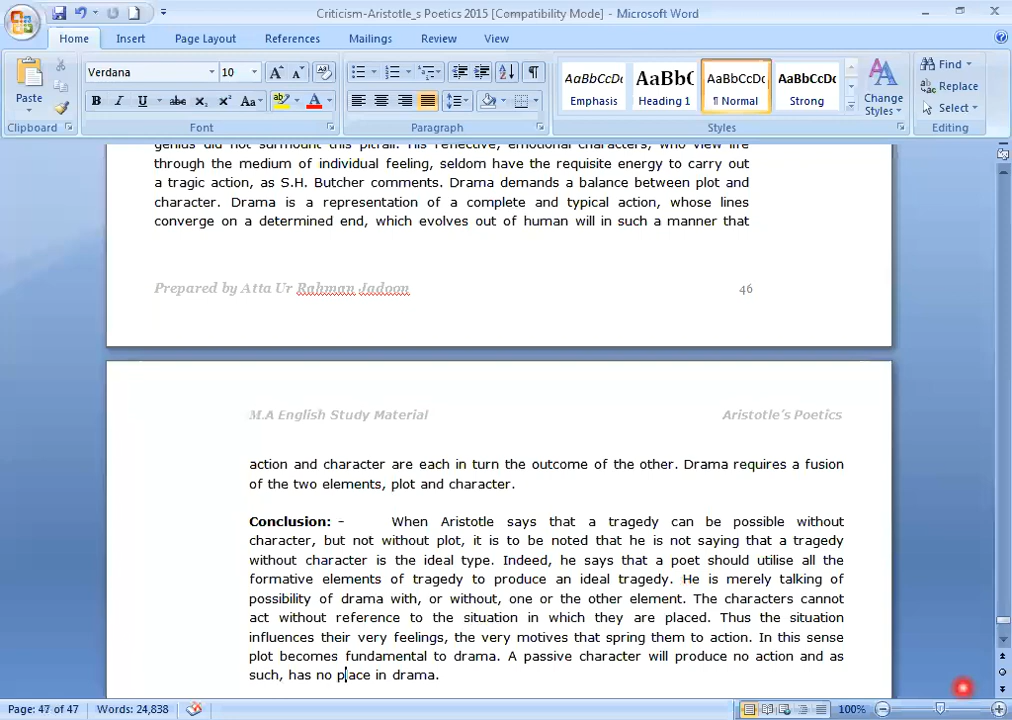 Criticism-Aristotle_s Poetics 2015 [Compatibility Mode] - Microsoft Word
Home Insert Page Layout References Mailings Review View
Paste
Clipboard
Verdana 10
B I U abc x₂ x² Aa
Font
Paragraph
AaBbCcDc AaBbC AaBbCcDc AaBbCcDc
Emphasis Heading 1 ¶ Normal Strong
Styles
Change Styles
Find
Replace
Select
Editing
genius did not surmount this pitfall. His reflective, emotional characters, who view life
through the medium of individual feeling, seldom have the requisite energy to carry out
a tragic action, as S.H. Butcher comments. Drama demands a balance between plot and
character. Drama is a representation of a complete and typical action, whose lines
converge on a determined end, which evolves out of human will in such a manner that
Prepared by Atta Ur Rahman Jadoon 46
M.A English Study Material Aristotle's Poetics
action and character are each in turn the outcome of the other. Drama requires a fusion
of the two elements, plot and character.
Conclusion: - When Aristotle says that a tragedy can be possible without
character, but not without plot, it is to be noted that he is not saying that a tragedy
without character is the ideal type. Indeed, he says that a poet should utilise all the
formative elements of tragedy to produce an ideal tragedy. He is merely talking of
possibility of drama with, or without, one or the other element. The characters cannot
act without reference to the situation in which they are placed. Thus the situation
influences their very feelings, the very motives that spring them to action. In this sense
plot becomes fundamental to drama. A passive character will produce no action and as
such, has no place in drama.
Page: 47 of 47 Words: 24,838 100%